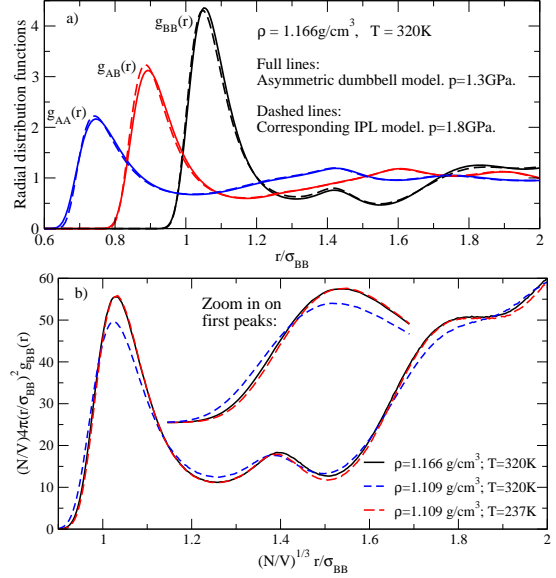 a)
g_BB(r)
ρ = 1.166g/cm³, T = 320K
g_AB(r)
Full lines:
Asymmetric dumbbell model. p=1.3GPa.
g_AA(r)
Dashed lines:
Corresponding IPL model. p=1.8GPa.
Radial distribution functions
4
3
2
1
0
0.6 0.8 1 1.2 1.4 1.6 1.8 2
r/σ_BB
b)
Zoom in on
first peaks:
(N/V)4π(r/σ_BB)² g_BB(r)
60
50
40
30
20
10
0
ρ=1.166 g/cm³; T=320K
ρ=1.109 g/cm³; T=320K
ρ=1.109 g/cm³; T=237K
1 1.2 1.4 1.6 1.8 2
(N/V)^1/3 r/σ_BB